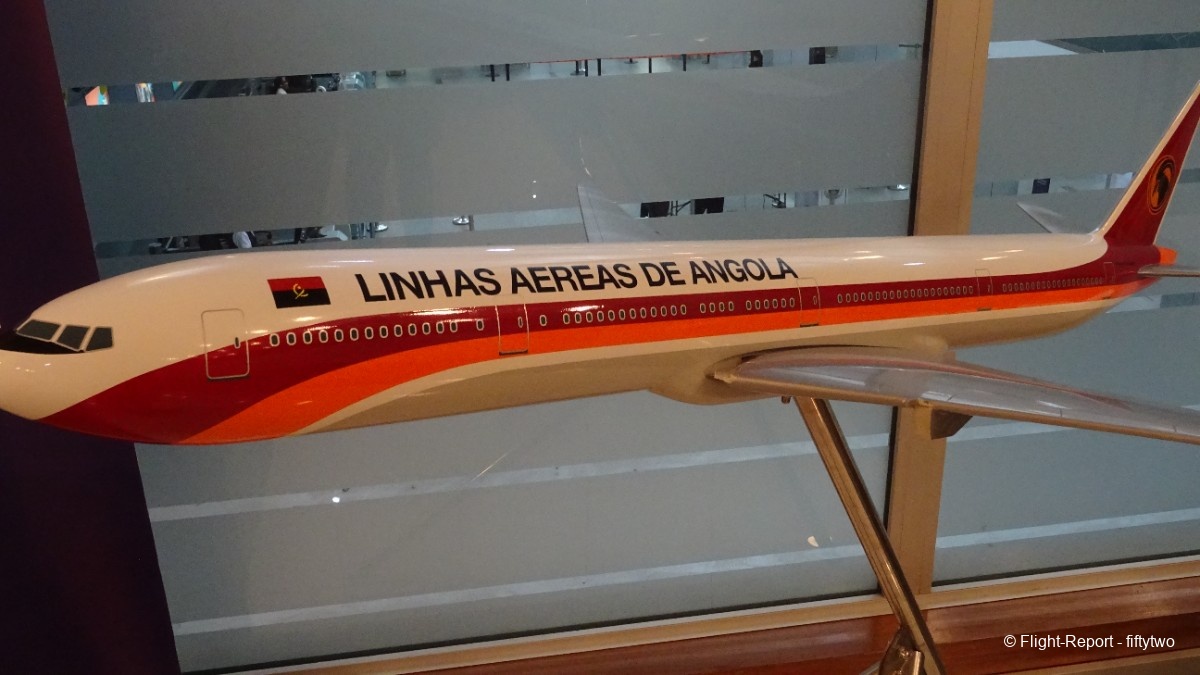 LINHAS AEREAS DE ANGOLA
© Flight-Report - fiftytwo